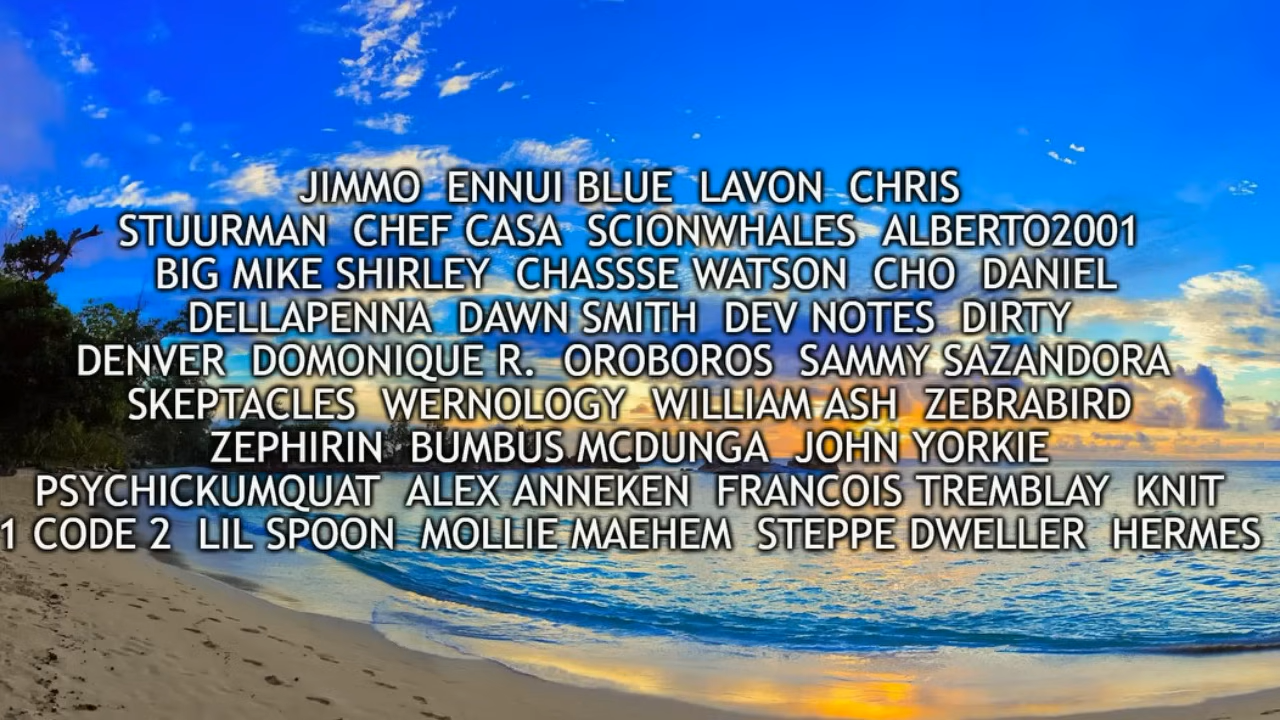 JIMMO ENNUI BLUE LAVON CHRIS
STUURMAN CHEF CASA SCIONWHALES ALBERTO2001
BIG MIKE SHIRLEY CHASSSE WATSON CHO DANIEL
DELLAPENNA DAWN SMITH DEV NOTES DIRTY
DENVER DOMONIQUE R. OROBOROS SAMMY SAZANDORA
SKEPTACLES WERNOLOGY WILLIAM ASH ZEBRABIRD
ZEPHIRIN BUMBUS MCDUNGA JOHN YORKIE
PSYCHICKUMQUAT ALEX ANNEKEN FRANCOIS TREMBLAY KNIT
1 CODE 2 LIL SPOON MOLLIE MAEHEM STEPPE DWELLER HERMES